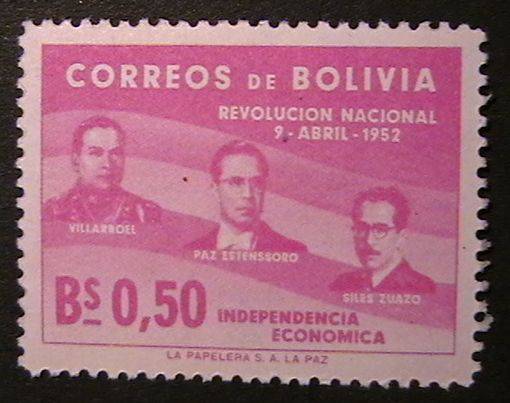 CORREOS DE BOLIVIA
REVOLUCION NACIONAL
9-ABRIL-1952
VILLARROEL
PAZ ESTENSSORO
SILES ZUAZO
Bs 0,50
INDEPENDENCIA
ECONOMICA
LA PAPELERA S. A. LA PAZ